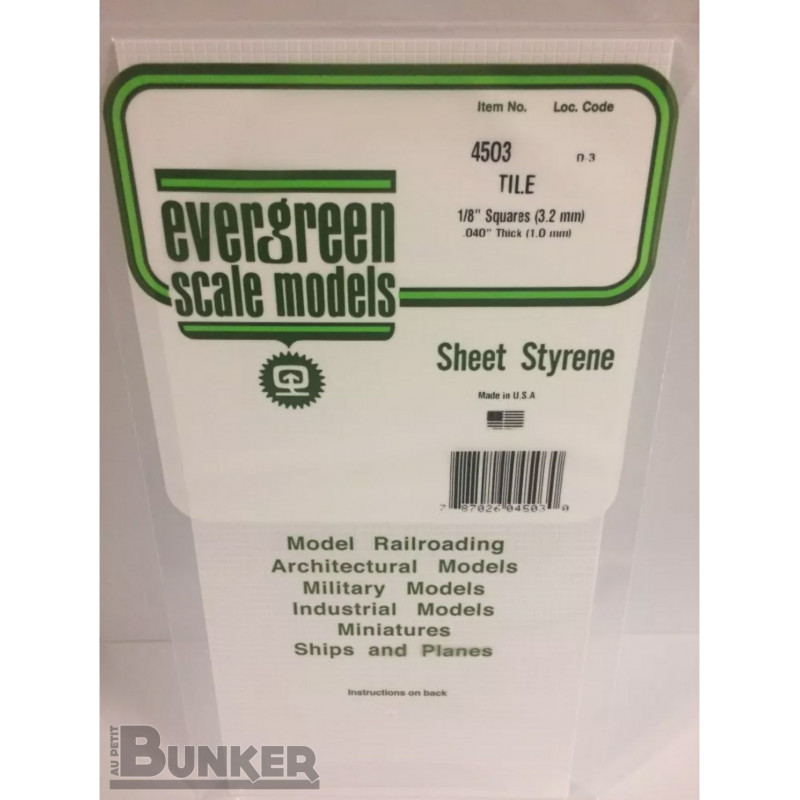 Item No. Loc. Code
4503 D-3
TILE
1/8" Squares (3.2 mm)
.040" Thick (1.0 mm)
evergreen
scale models
Sheet Styrene
Made in U.S.A
7 87026 04503 0
Model Railroading
Architectural Models
Military Models
Industrial Models
Miniatures
Ships and Planes
Instructions on back
AU PETIT
BUNKER